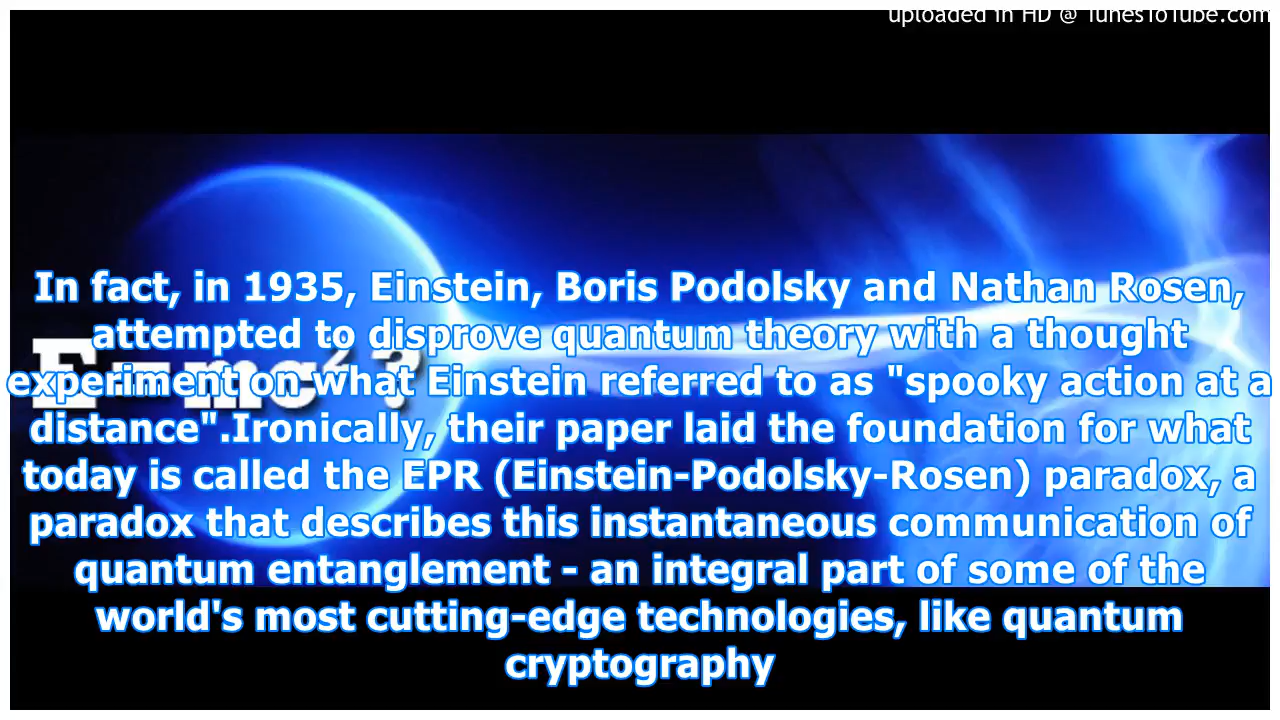 uploaded in HD @ TunesToTube.com
In fact, in 1935, Einstein, Boris Podolsky and Nathan Rosen,
attempted to disprove quantum theory with a thought
experiment on what Einstein referred to as "spooky action at a
distance".Ironically, their paper laid the foundation for what
today is called the EPR (Einstein-Podolsky-Rosen) paradox, a
paradox that describes this instantaneous communication of
quantum entanglement - an integral part of some of the
world's most cutting-edge technologies, like quantum
cryptography
E=mc² ?